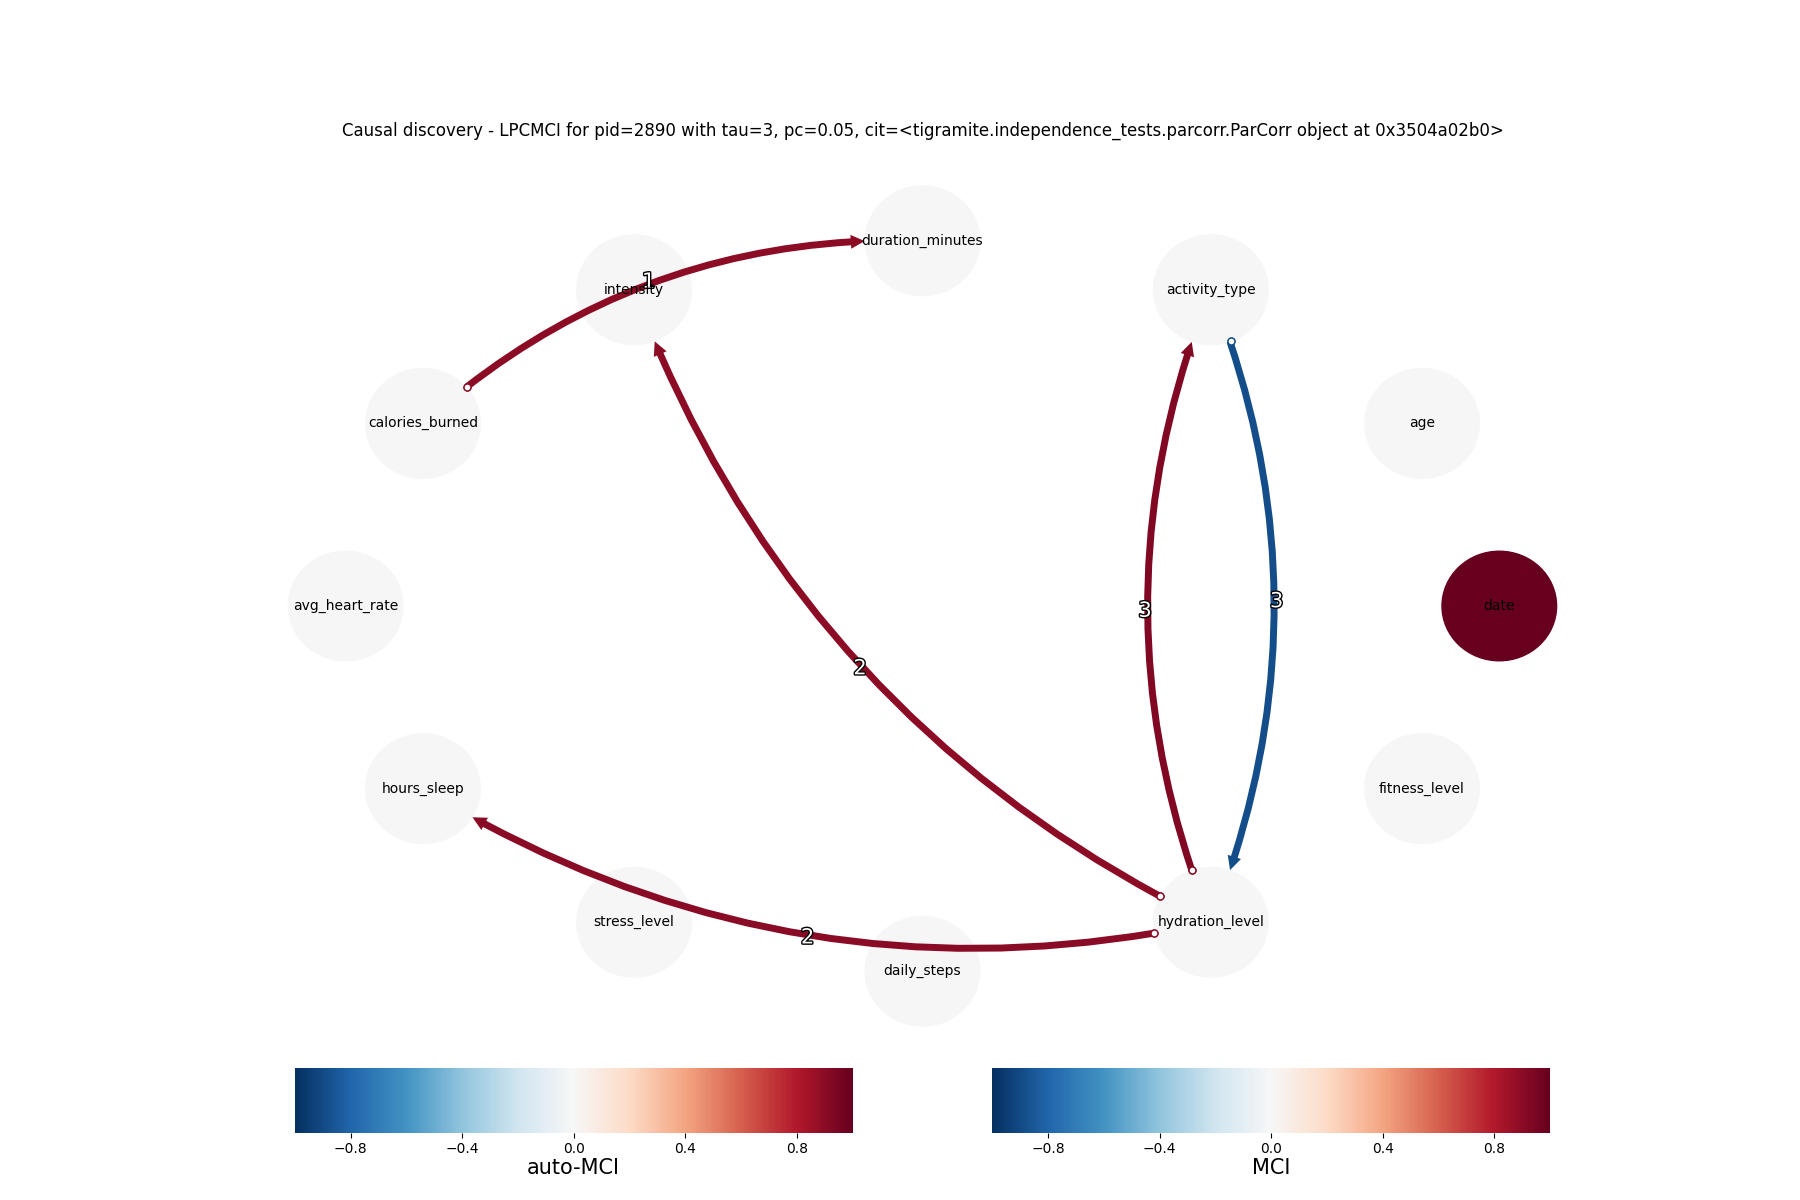 Causal discovery - LPCMCI for pid=2890 with tau=3, pc=0.05, cit=<tigramite.independence_tests.parcorr.ParCorr object at 0x3504a02b0>
duration_minutes
1
intensity
activity_type
calories_burned
age
avg_heart_rate
3
3
date
2
hours_sleep
fitness_level
stress_level
2
hydration_level
daily_steps
−0.8 −0.4 0.0 0.4 0.8
auto-MCI
−0.8 −0.4 0.0 0.4 0.8
MCI